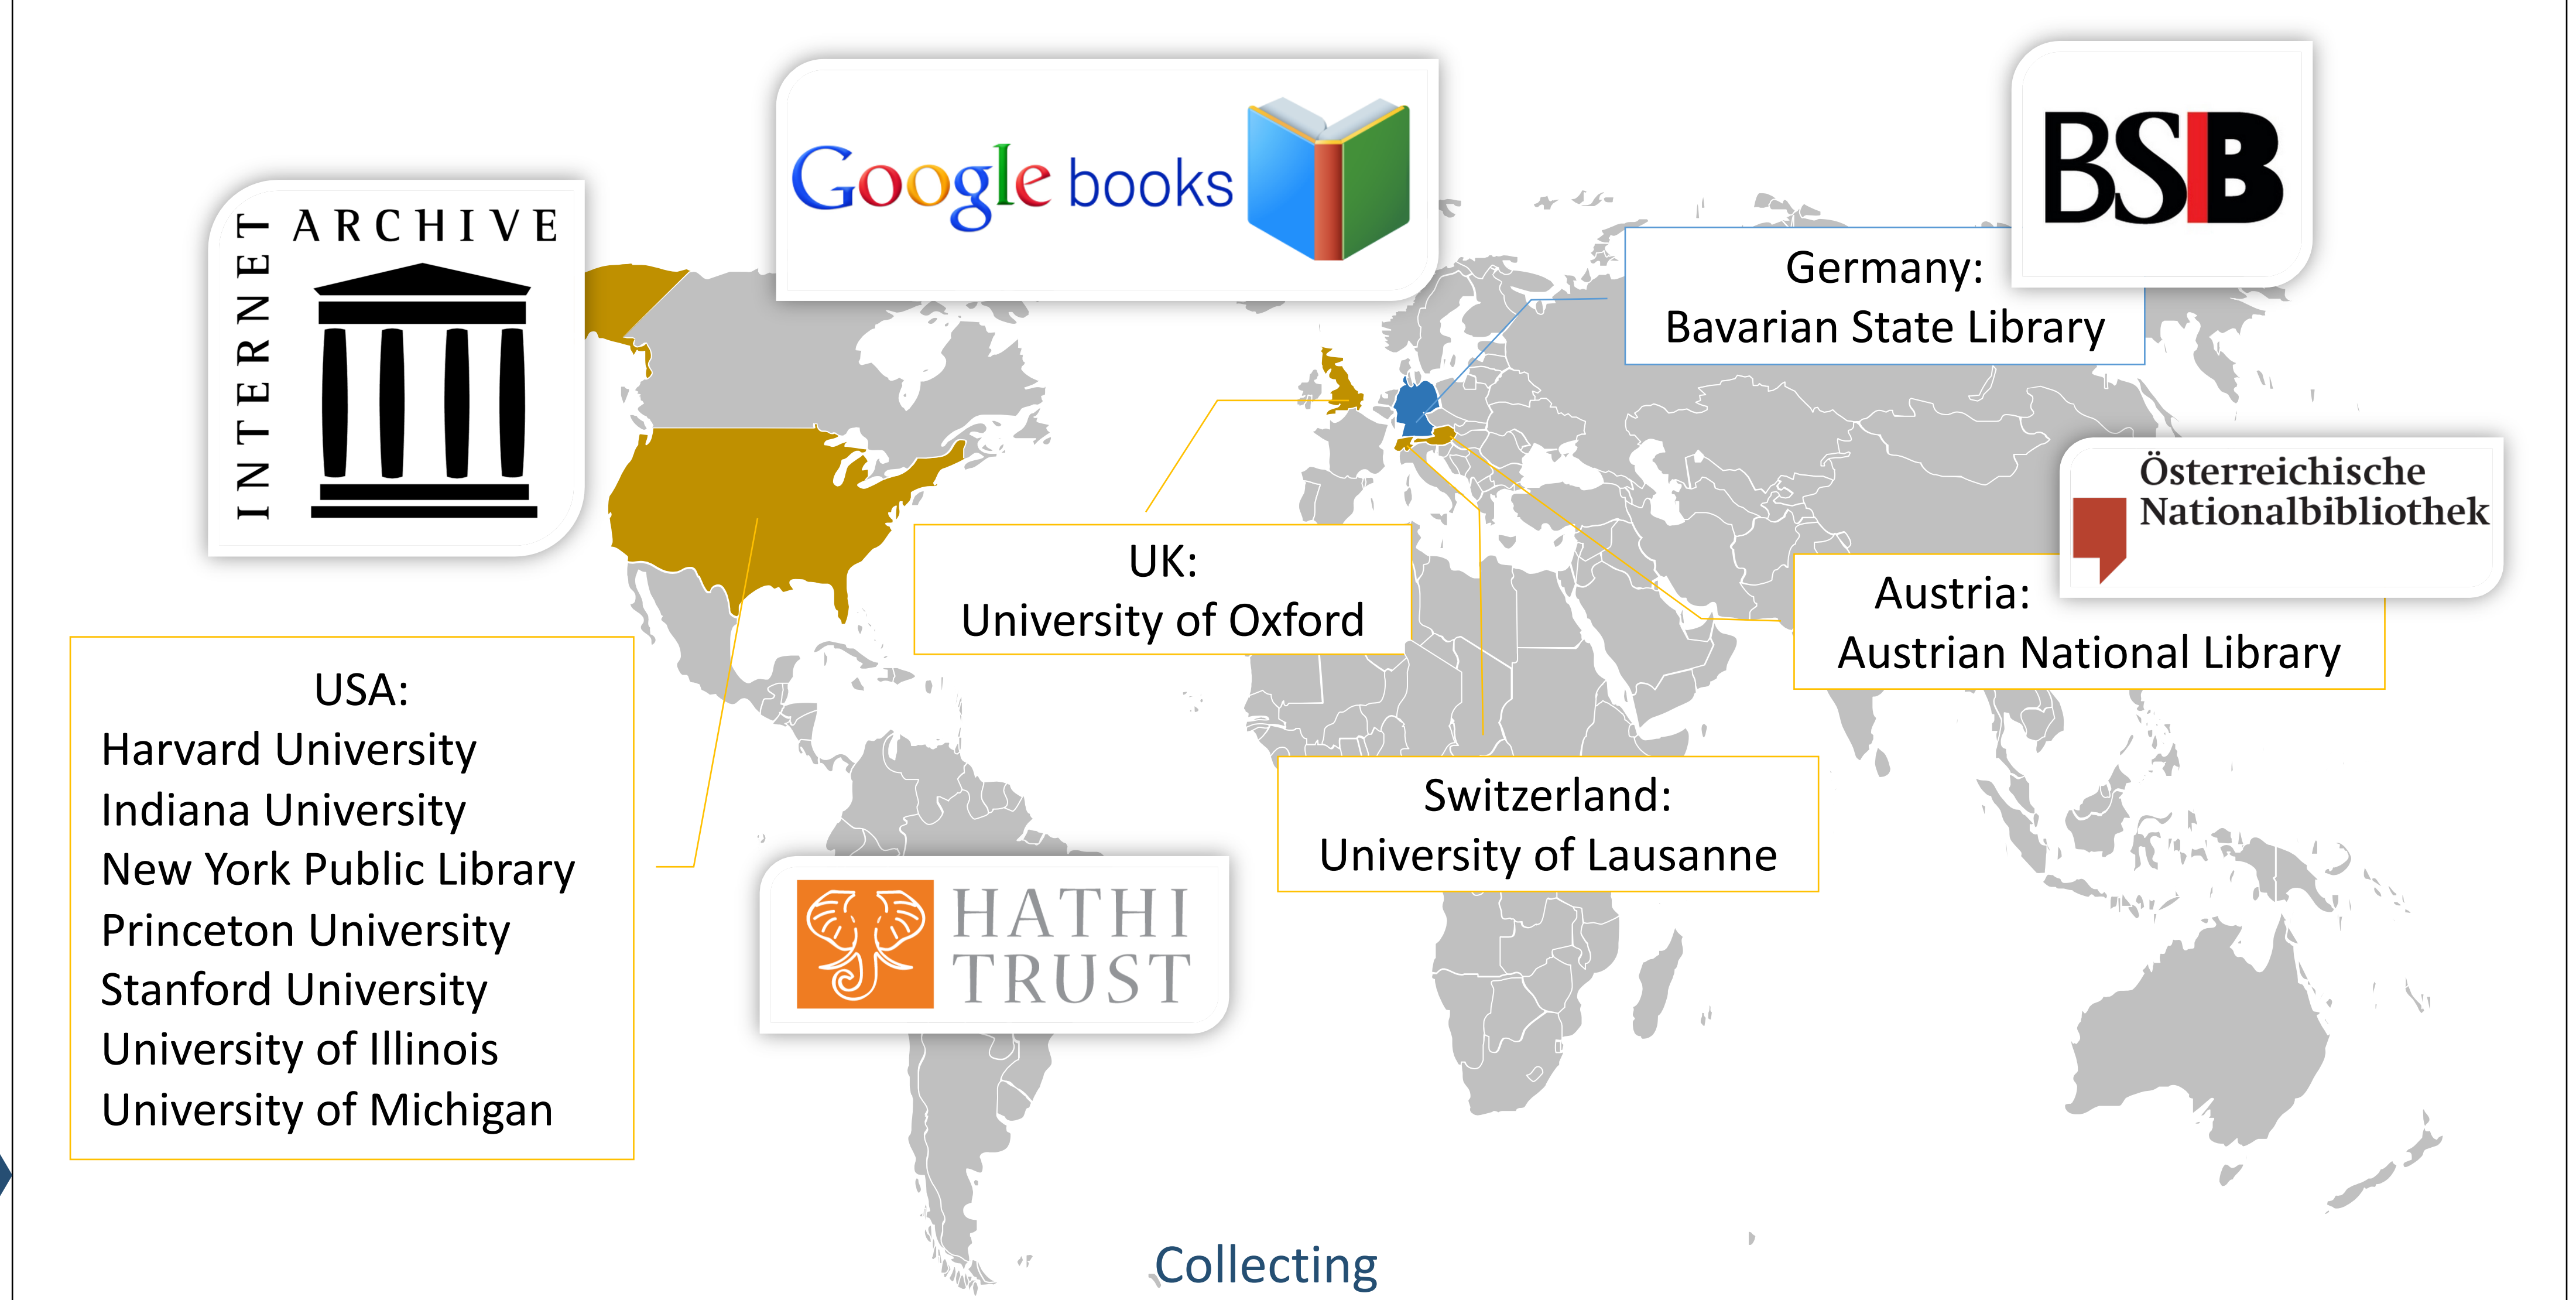 INTERNET
ARCHIVE
Google books
BSB
Germany:
Bavarian State Library
Österreichische
Nationalbibliothek
UK:
University of Oxford
Austria:
Austrian National Library
USA:
Harvard University
Indiana University
New York Public Library
Princeton University
Stanford University
University of Illinois
University of Michigan
Switzerland:
University of Lausanne
HATHI
TRUST
Collecting